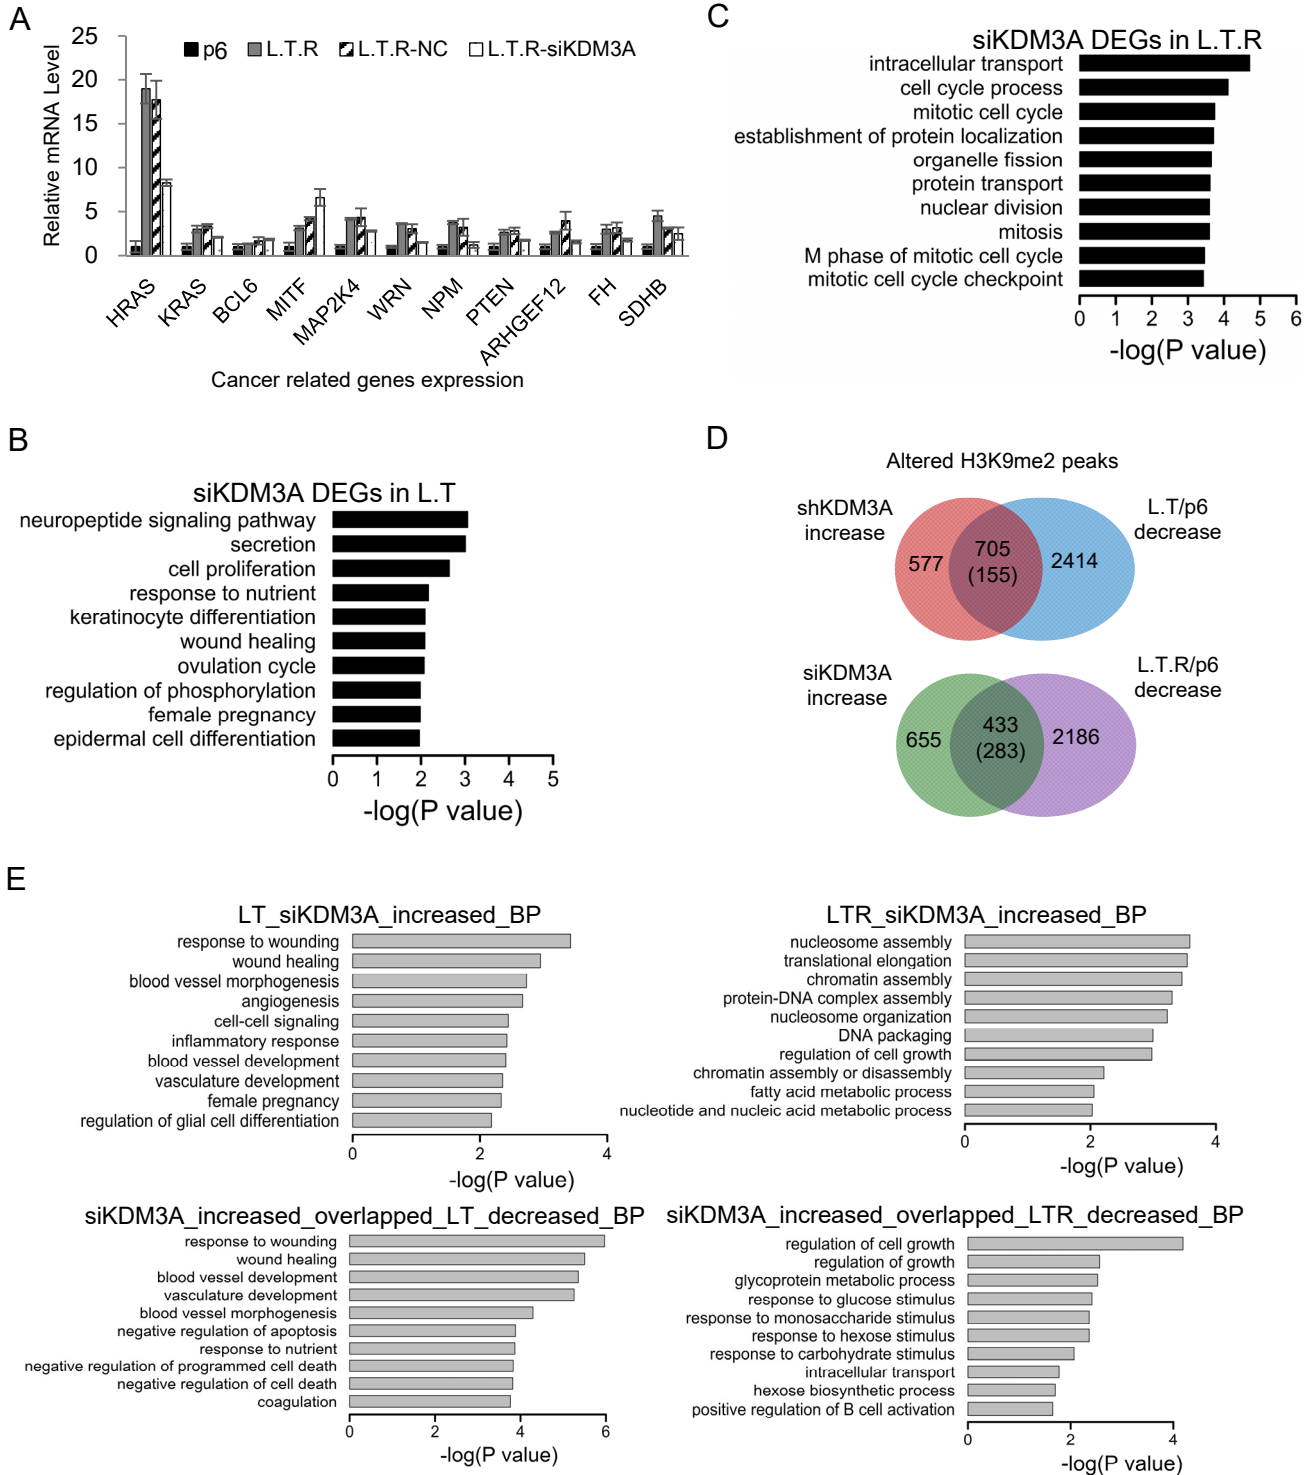 A
Relative mRNA Level
25
20
15
10
5
0
p6 L.T.R L.T.R-NC L.T.R-siKDM3A
HRAS KRAS BCL6 MITF MAP2K4 WRN NPM PTEN ARHGEF12 FH SDHB
Cancer related genes expression
C
siKDM3A DEGs in L.T.R
intracellular transport
cell cycle process
mitotic cell cycle
establishment of protein localization
organelle fission
protein transport
nuclear division
mitosis
M phase of mitotic cell cycle
mitotic cell cycle checkpoint
0 1 2 3 4 5 6
-log(P value)
B
siKDM3A DEGs in L.T
neuropeptide signaling pathway
secretion
cell proliferation
response to nutrient
keratinocyte differentiation
wound healing
ovulation cycle
regulation of phosphorylation
female pregnancy
epidermal cell differentiation
0 1 2 3 4 5
-log(P value)
D
Altered H3K9me2 peaks
shKDM3A
increase
L.T/p6
decrease
577
705
(155)
2414
siKDM3A
increase
L.T.R/p6
decrease
655
433
(283)
2186
E
LT_siKDM3A_increased_BP
response to wounding
wound healing
blood vessel morphogenesis
angiogenesis
cell-cell signaling
inflammatory response
blood vessel development
vasculature development
female pregnancy
regulation of glial cell differentiation
0 2 4
-log(P value)
LTR_siKDM3A_increased_BP
nucleosome assembly
translational elongation
chromatin assembly
protein-DNA complex assembly
nucleosome organization
DNA packaging
regulation of cell growth
chromatin assembly or disassembly
fatty acid metabolic process
nucleotide and nucleic acid metabolic process
0 2 4
-log(P value)
siKDM3A_increased_overlapped_LT_decreased_BP
response to wounding
wound healing
blood vessel development
vasculature development
blood vessel morphogenesis
negative regulation of apoptosis
response to nutrient
negative regulation of programmed cell death
negative regulation of cell death
coagulation
0 2 4 6
-log(P value)
siKDM3A_increased_overlapped_LTR_decreased_BP
regulation of cell growth
regulation of growth
glycoprotein metabolic process
response to glucose stimulus
response to monosaccharide stimulus
response to hexose stimulus
response to carbohydrate stimulus
intracellular transport
hexose biosynthetic process
positive regulation of B cell activation
0 2 4
-log(P value)